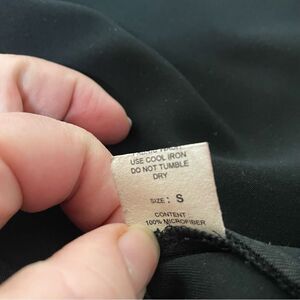 USE COOL IRON
DO NOT TUMBLE
DRY
SIZE: S
CONTENT
100% MICROFIBER